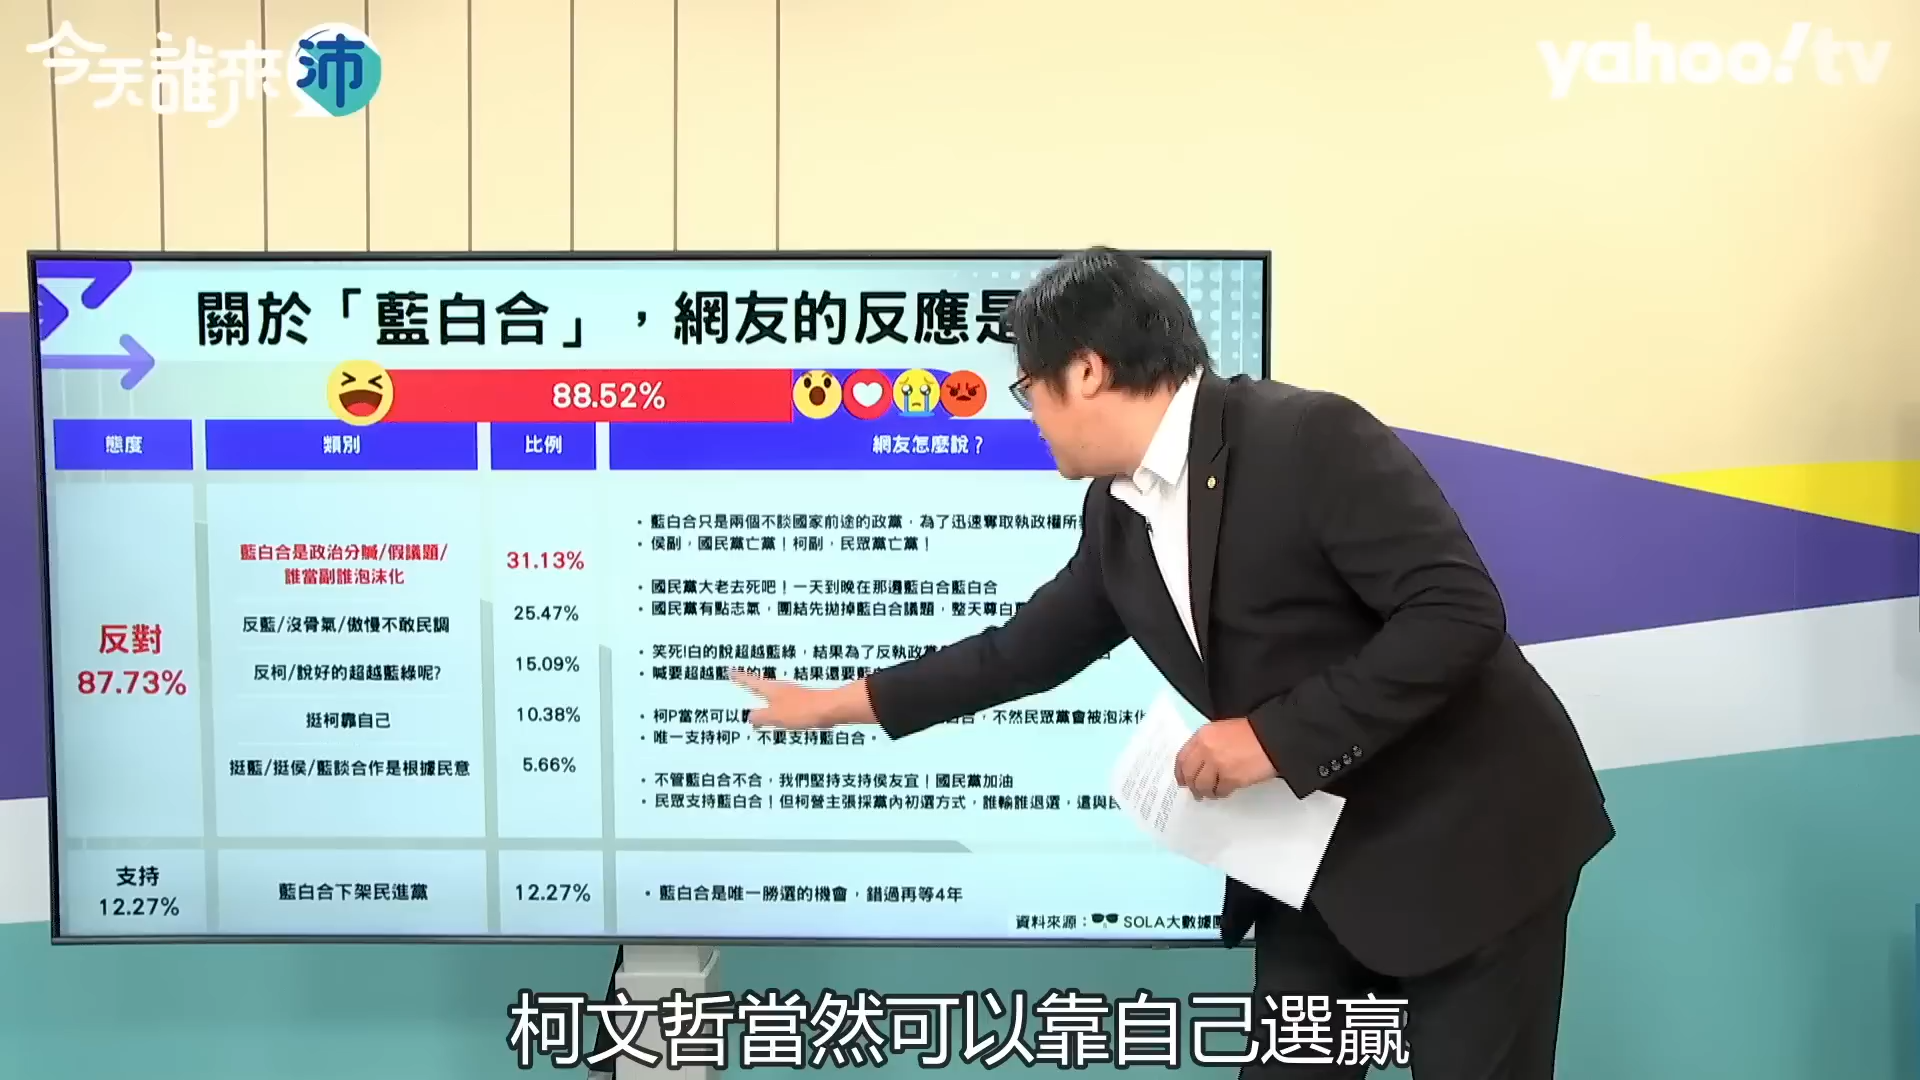 今天誰來沛
yahoo!tv
關於「藍白合」,網友的反應是
88.52%
態度
類別
比例
網友怎麼說?
反對
87.73%
藍白合是政治分贓/假議題/
誰當副誰泡沫化
31.13%
• 藍白合只是兩個不談國家前途的政黨,為了迅速奪取執政權所
• 侯副,國民黨亡黨!柯副,民眾黨亡黨!
反藍/沒骨氣/傲慢不敢民調
25.47%
• 國民黨大老去死吧!一天到晚在那邊藍白合藍白合
• 國民黨有點志氣,團結先拋掉藍白合議題,整天尊白
反柯/說好的超越藍綠呢?
15.09%
• 笑死!白的說超越藍綠,結果為了反執政黨
• 喊要超越藍綠的黨,結果還要藍
挺柯靠自己
10.38%
• 柯P當然可以靠 白合,不然民眾黨會被泡沫化
• 唯一支持柯P,不要支持藍白合。
挺藍/挺侯/藍談合作是根據民意
5.66%
• 不管藍白合不合,我們堅持支持侯友宜!國民黨加油
• 民眾支持藍白合!但柯營主張採黨內初選方式,誰輸誰退選,這與民
支持
12.27%
藍白合下架民進黨
12.27%
• 藍白合是唯一勝選的機會,錯過再等4年
資料來源: SOLA大數據團
柯文哲當然可以靠自己選贏